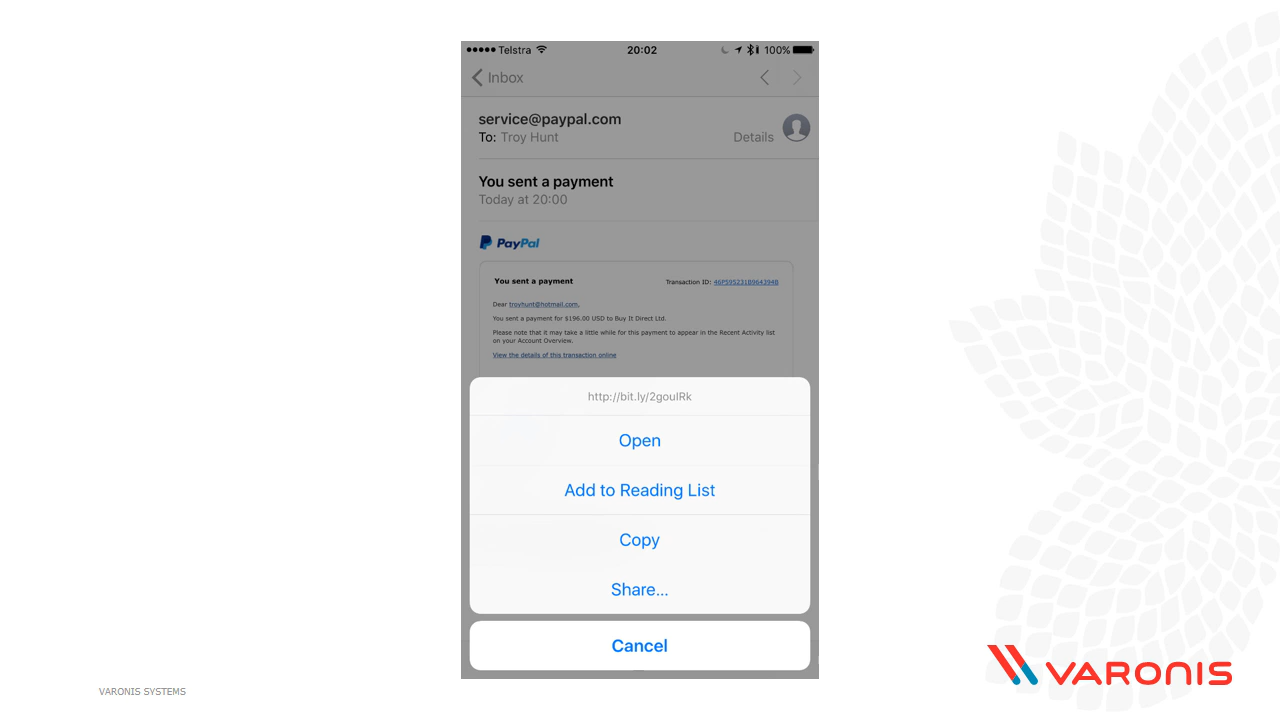 Telstra 20:02 100%
Inbox
service@paypal.com
To: Troy Hunt Details
You sent a payment
Today at 20:00
PayPal
You sent a payment Transaction ID: 46P595231B964394B
Dear troyhunt@hotmail.com,
You sent a payment for $196.00 USD to Buy It Direct Ltd.
Please note that it may take a little while for this payment to appear in the Recent Activity list
on your Account Overview.
View the details of this transaction online
http://bit.ly/2goulRk
Open
Add to Reading List
Copy
Share...
Cancel
VARONIS SYSTEMS
VARONIS